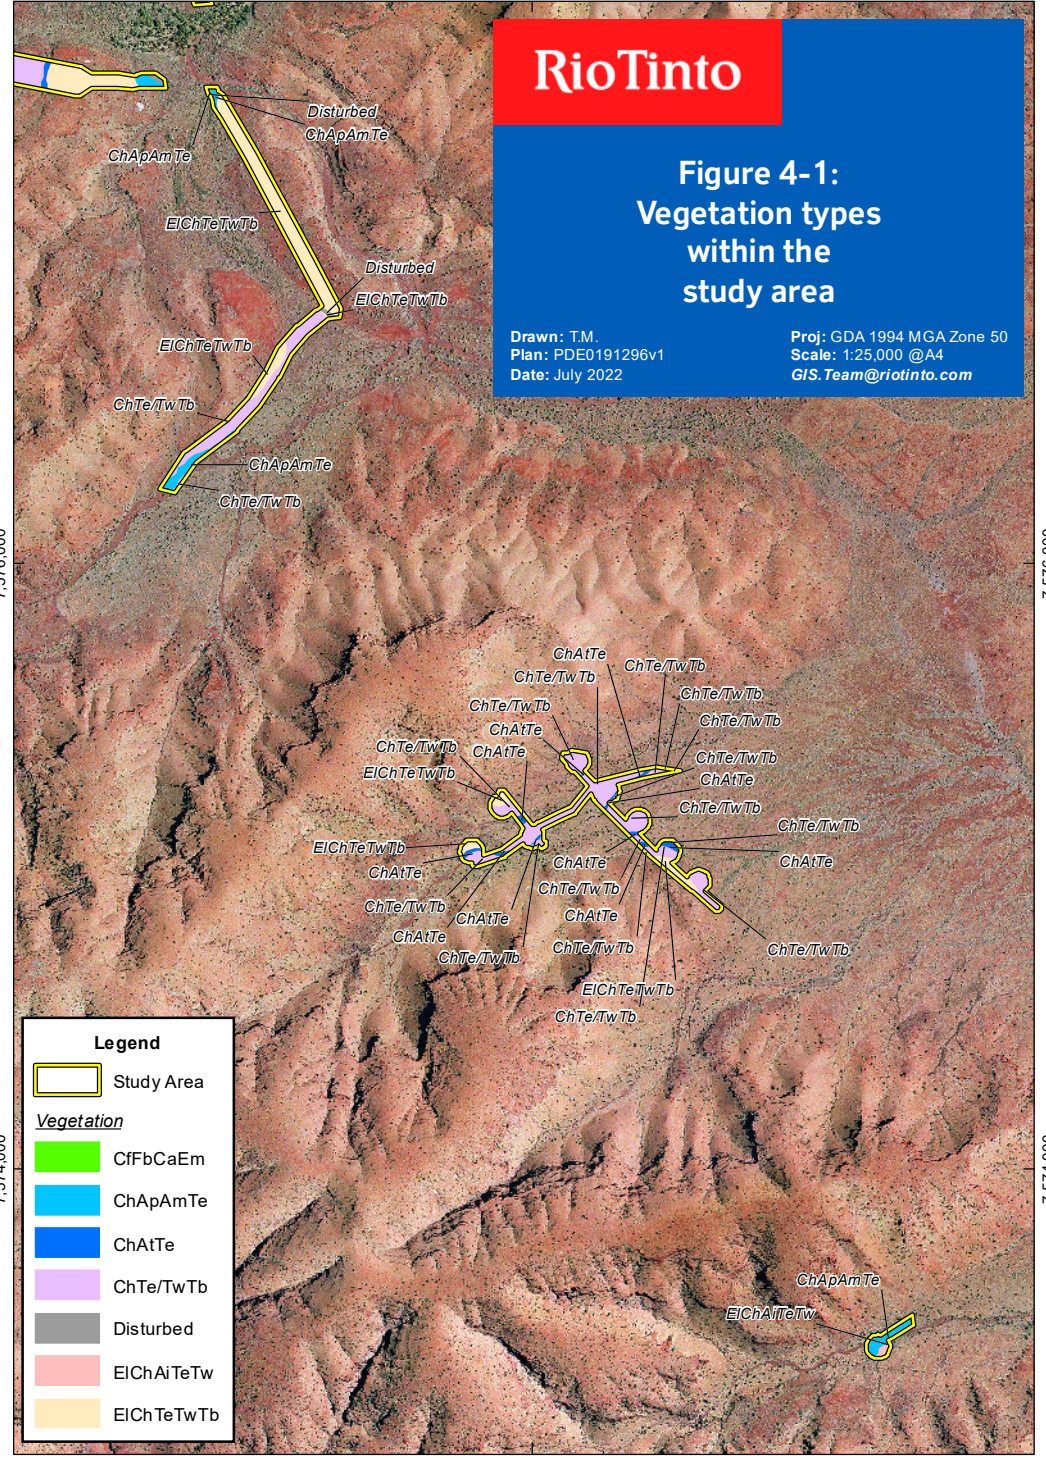 RioTinto
Figure 4-1:
Vegetation types
within the
study area
Drawn: T.M.
Plan: PDE0191296v1
Date: July 2022
Proj: GDA 1994 MGA Zone 50
Scale: 1:25,000 @A4
GIS.Team@riotinto.com
Disturbed
ChApAmTe
ChApAmTe
ElChTeTwTb
Disturbed
ElChTeTwTb
ElChTeTwTb
ChTe/TwTb
ChApAmTe
ChTe/TwTb
ChAtTe
ChTe/TwTb
ChTe/TwTb
ChTe/TwTb
ChTe/TwTb
ChTe/TwTb
ChAtTe
ChTe/TwTb
ChAtTe
ElChTeTwTb
ChTe/TwTb
ChAtTe
ChTe/TwTb
ChTe/TwTb
ElChTeTwTb
ChAtTe
ChAtTe
ChAtTe
ChTe/TwTb
ChTe/TwTb
ChAtTe
ChAtTe
ChAtTe
ChTe/TwTb
ChTe/TwTb
ChTe/TwTb
ElChTeTwTb
ChTe/TwTb
ChApAmTe
ElChAiTeTw
Legend
Study Area
Vegetation
CfFbCaEm
ChApAmTe
ChAtTe
ChTe/TwTb
Disturbed
ElChAiTeTw
ElChTeTwTb